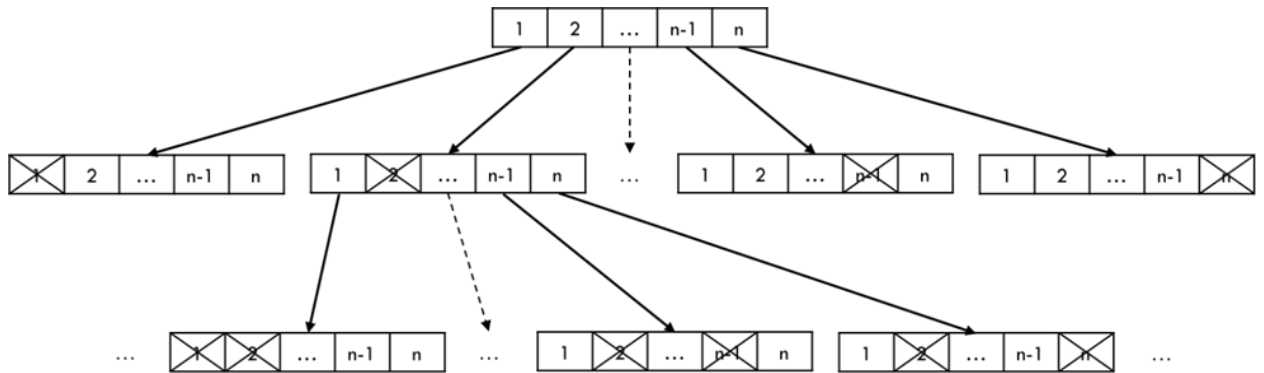 1 2 ... n-1 n
1 2 ... n-1 n 1 2 ... n-1 n ... 1 2 ... n-1 n 1 2 ... n-1 n
... 1 2 ... n-1 n ... 1 2 ... n-1 n 1 2 ... n-1 n ...